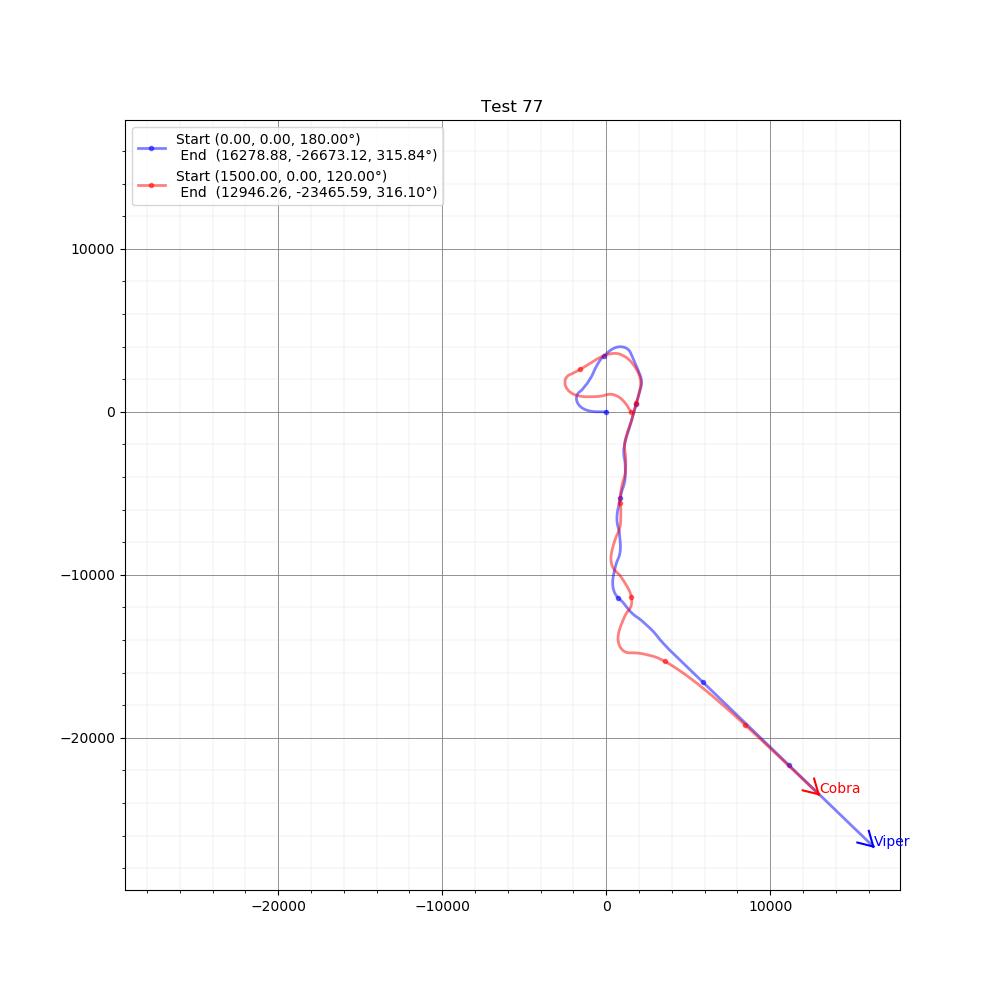 Test 77
Start (0.00, 0.00, 180.00°)
End  (16278.88, -26673.12, 315.84°)
Start (1500.00, 0.00, 120.00°)
End  (12946.26, -23465.59, 316.10°)
10000
0
−10000
−20000
Cobra
Viper
−20000
−10000
0
10000